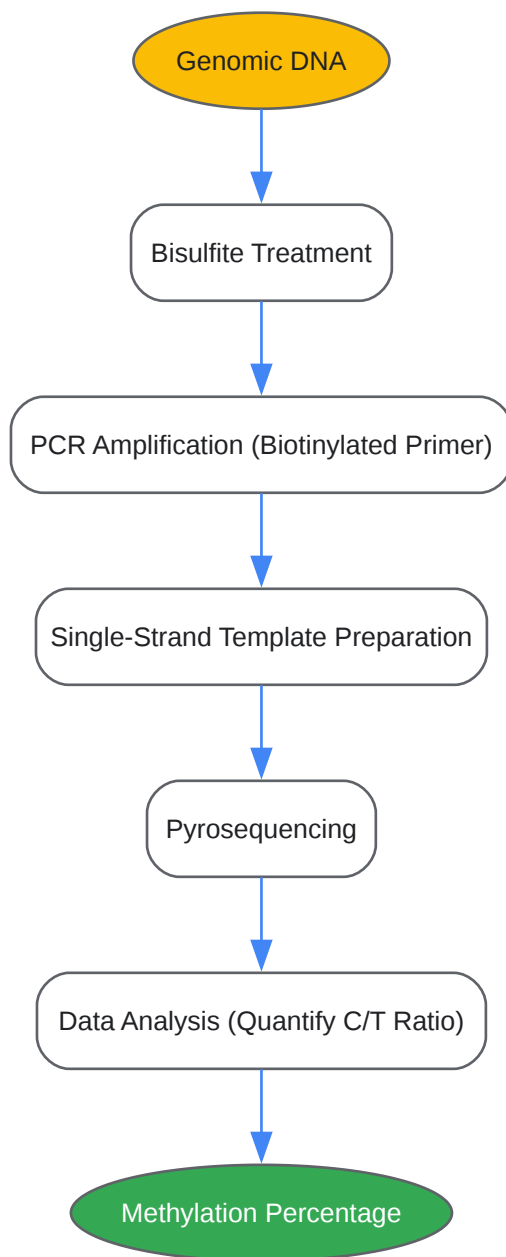 Genomic DNA
Bisulfite Treatment
PCR Amplification (Biotinylated Primer)
Single-Strand Template Preparation
Pyrosequencing
Data Analysis (Quantify C/T Ratio)
Methylation Percentage